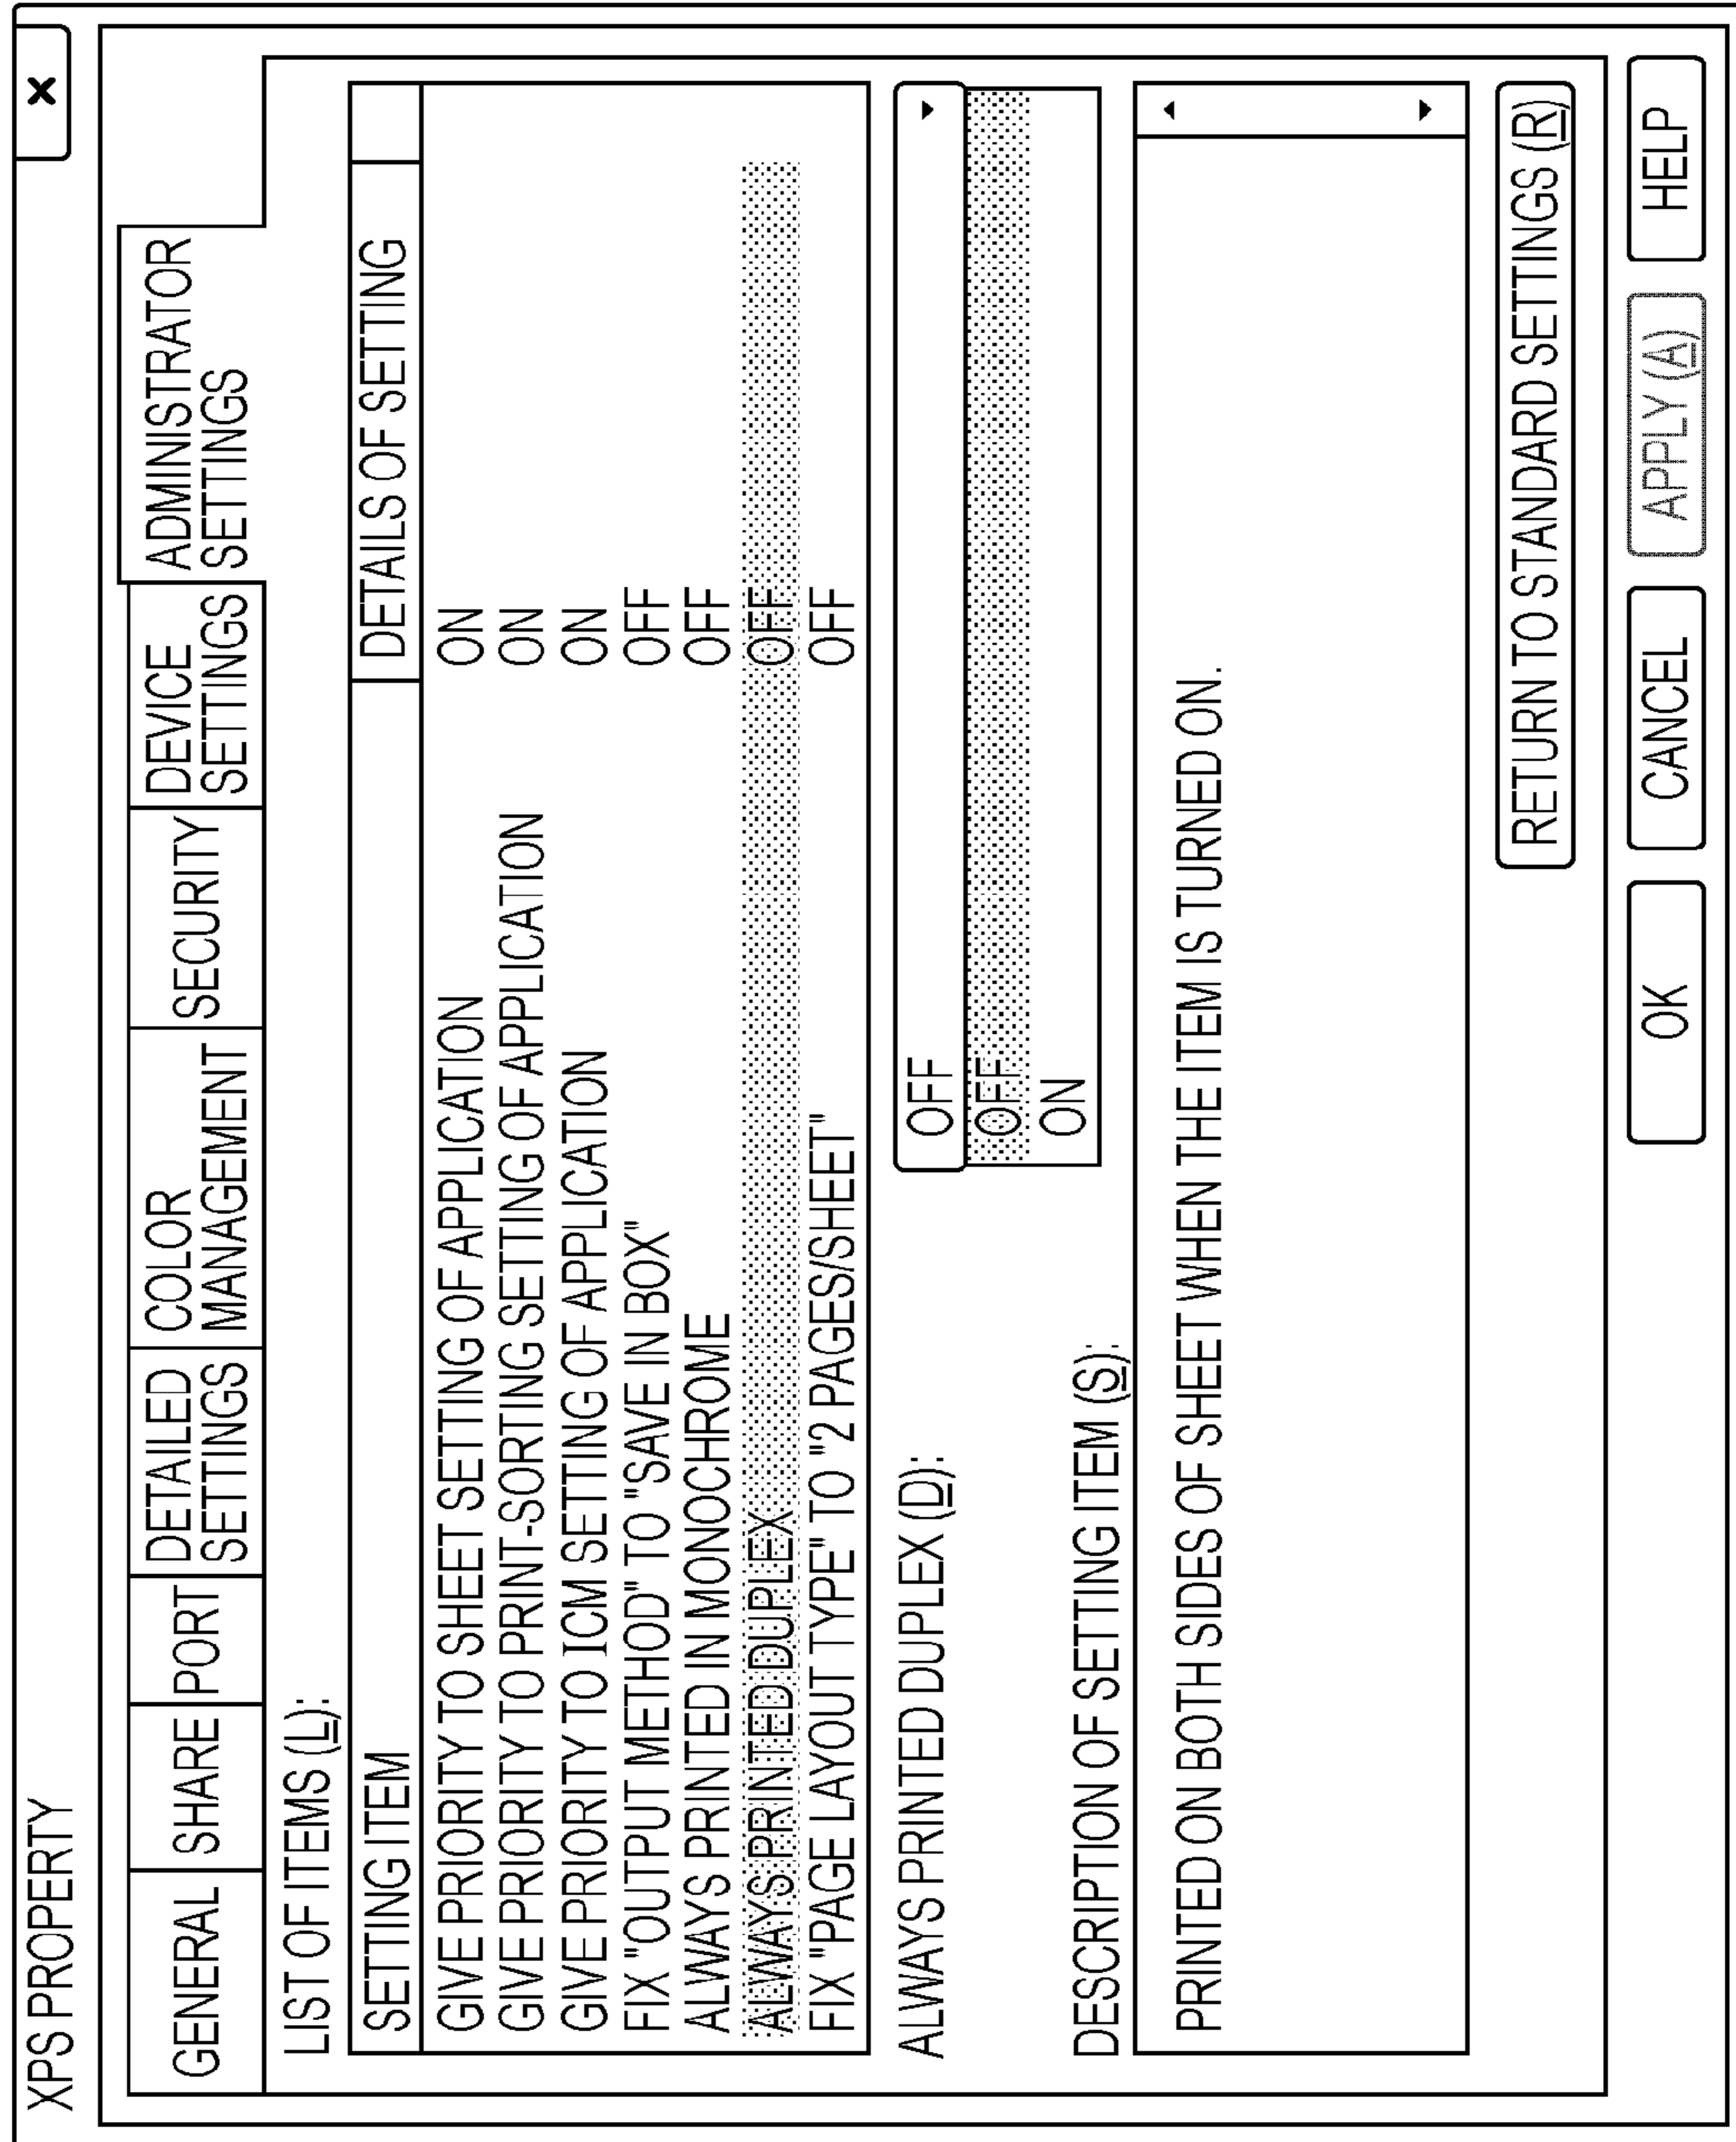 XPS PROPERTY
×
GENERAL
SHARE
PORT
DETAILED
SETTINGS
COLOR
MANAGEMENT
SECURITY
DEVICE
SETTINGS
ADMINISTRATOR
SETTINGS
LIST OF ITEMS (L):
SETTING ITEM DETAILS OF SETTING
GIVE PRIORITY TO SHEET SETTING OF APPLICATION ON
GIVE PRIORITY TO PRINT-SORTING SETTING OF APPLICATION ON
GIVE PRIORITY TO ICM SETTING OF APPLICATION ON
FIX "OUTPUT METHOD" TO "SAVE IN BOX" OFF
ALWAYS PRINTED IN MONOCHROME OFF
ALWAYS PRINTED DUPLEX OFF
FIX "PAGE LAYOUT TYPE" TO "2 PAGES/SHEET" OFF
ALWAYS PRINTED DUPLEX (D): OFF
OFF
ON
DESCRIPTION OF SETTING ITEM (S):
PRINTED ON BOTH SIDES OF SHEET WHEN THE ITEM IS TURNED ON.
RETURN TO STANDARD SETTINGS (R)
OK CANCEL APPLY (A) HELP